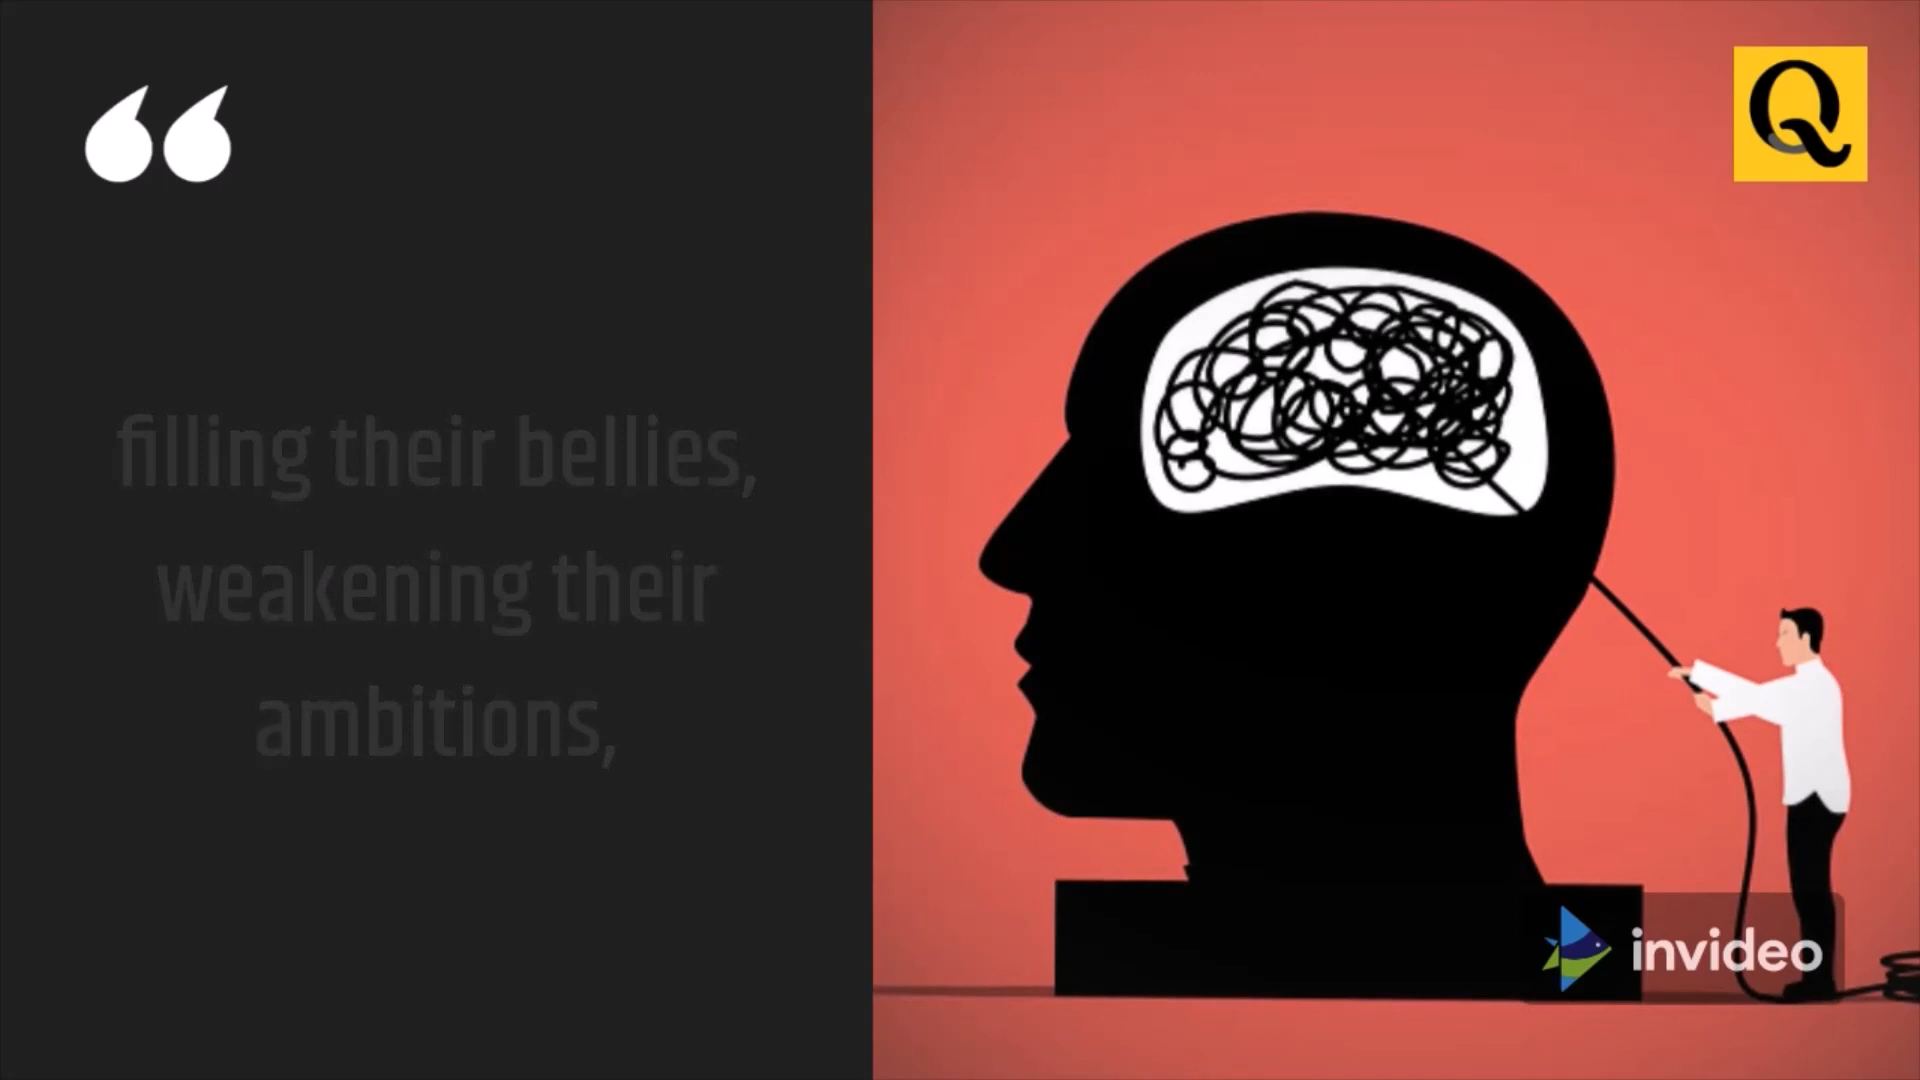 “
Q
filling their bellies,
weakening their
ambitions,
invideo